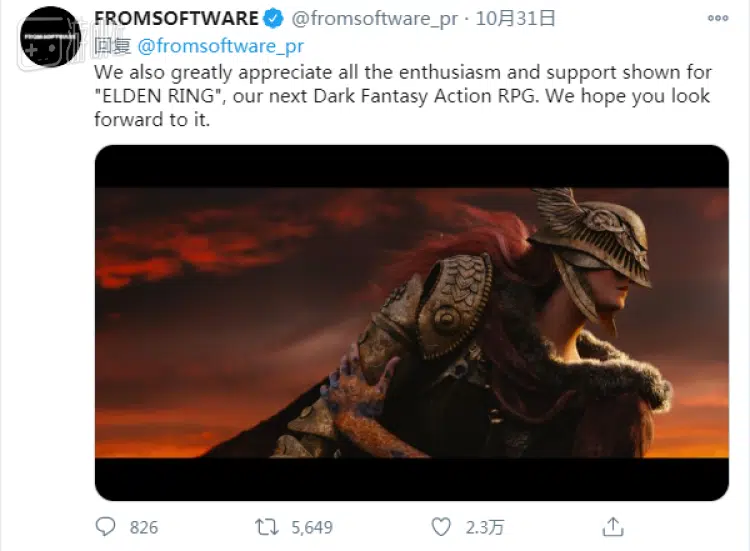 FROMSOFTWARE @fromsoftware_pr · 10月31日
回复 @fromsoftware_pr
We also greatly appreciate all the enthusiasm and support shown for
"ELDEN RING", our next Dark Fantasy Action RPG. We hope you look
forward to it.
826 5,649 2.3万